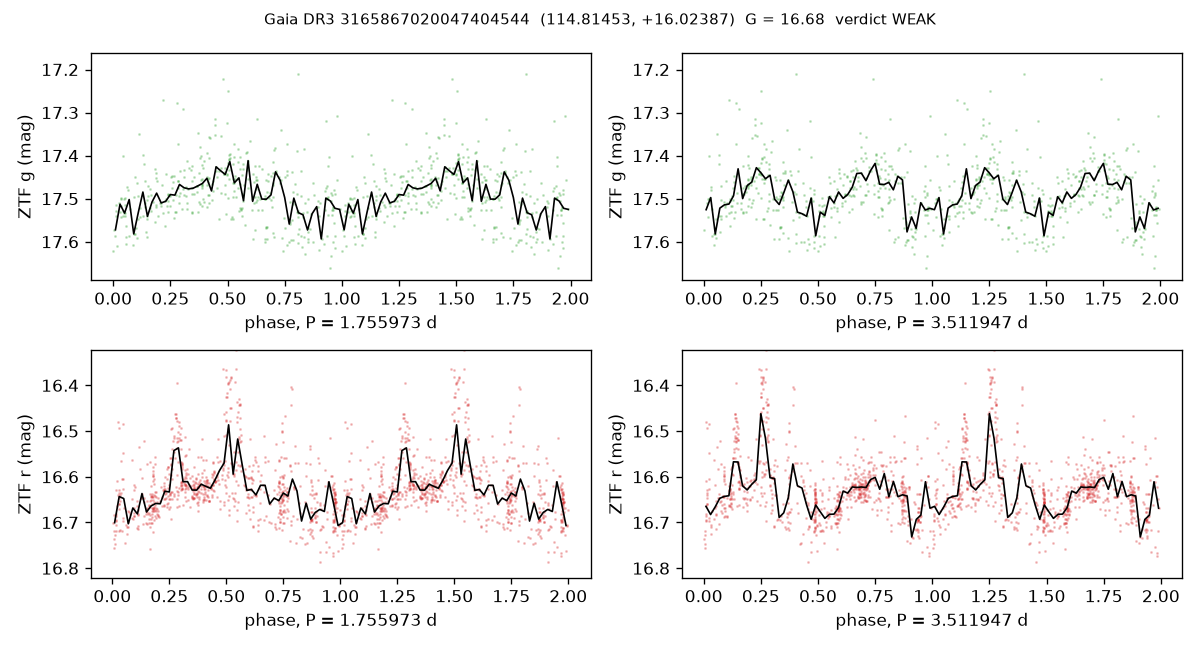 Gaia DR3 3165867020047404544 (114.81453, +16.02387) G = 16.68 verdict WEAK
ZTF g (mag)
17.2
17.3
17.4
17.5
17.6
0.00 0.25 0.50 0.75 1.00 1.25 1.50 1.75 2.00
phase, P = 1.755973 d
ZTF g (mag)
17.2
17.3
17.4
17.5
17.6
0.00 0.25 0.50 0.75 1.00 1.25 1.50 1.75 2.00
phase, P = 3.511947 d
ZTF r (mag)
16.4
16.5
16.6
16.7
16.8
0.00 0.25 0.50 0.75 1.00 1.25 1.50 1.75 2.00
phase, P = 1.755973 d
ZTF r (mag)
16.4
16.5
16.6
16.7
16.8
0.00 0.25 0.50 0.75 1.00 1.25 1.50 1.75 2.00
phase, P = 3.511947 d